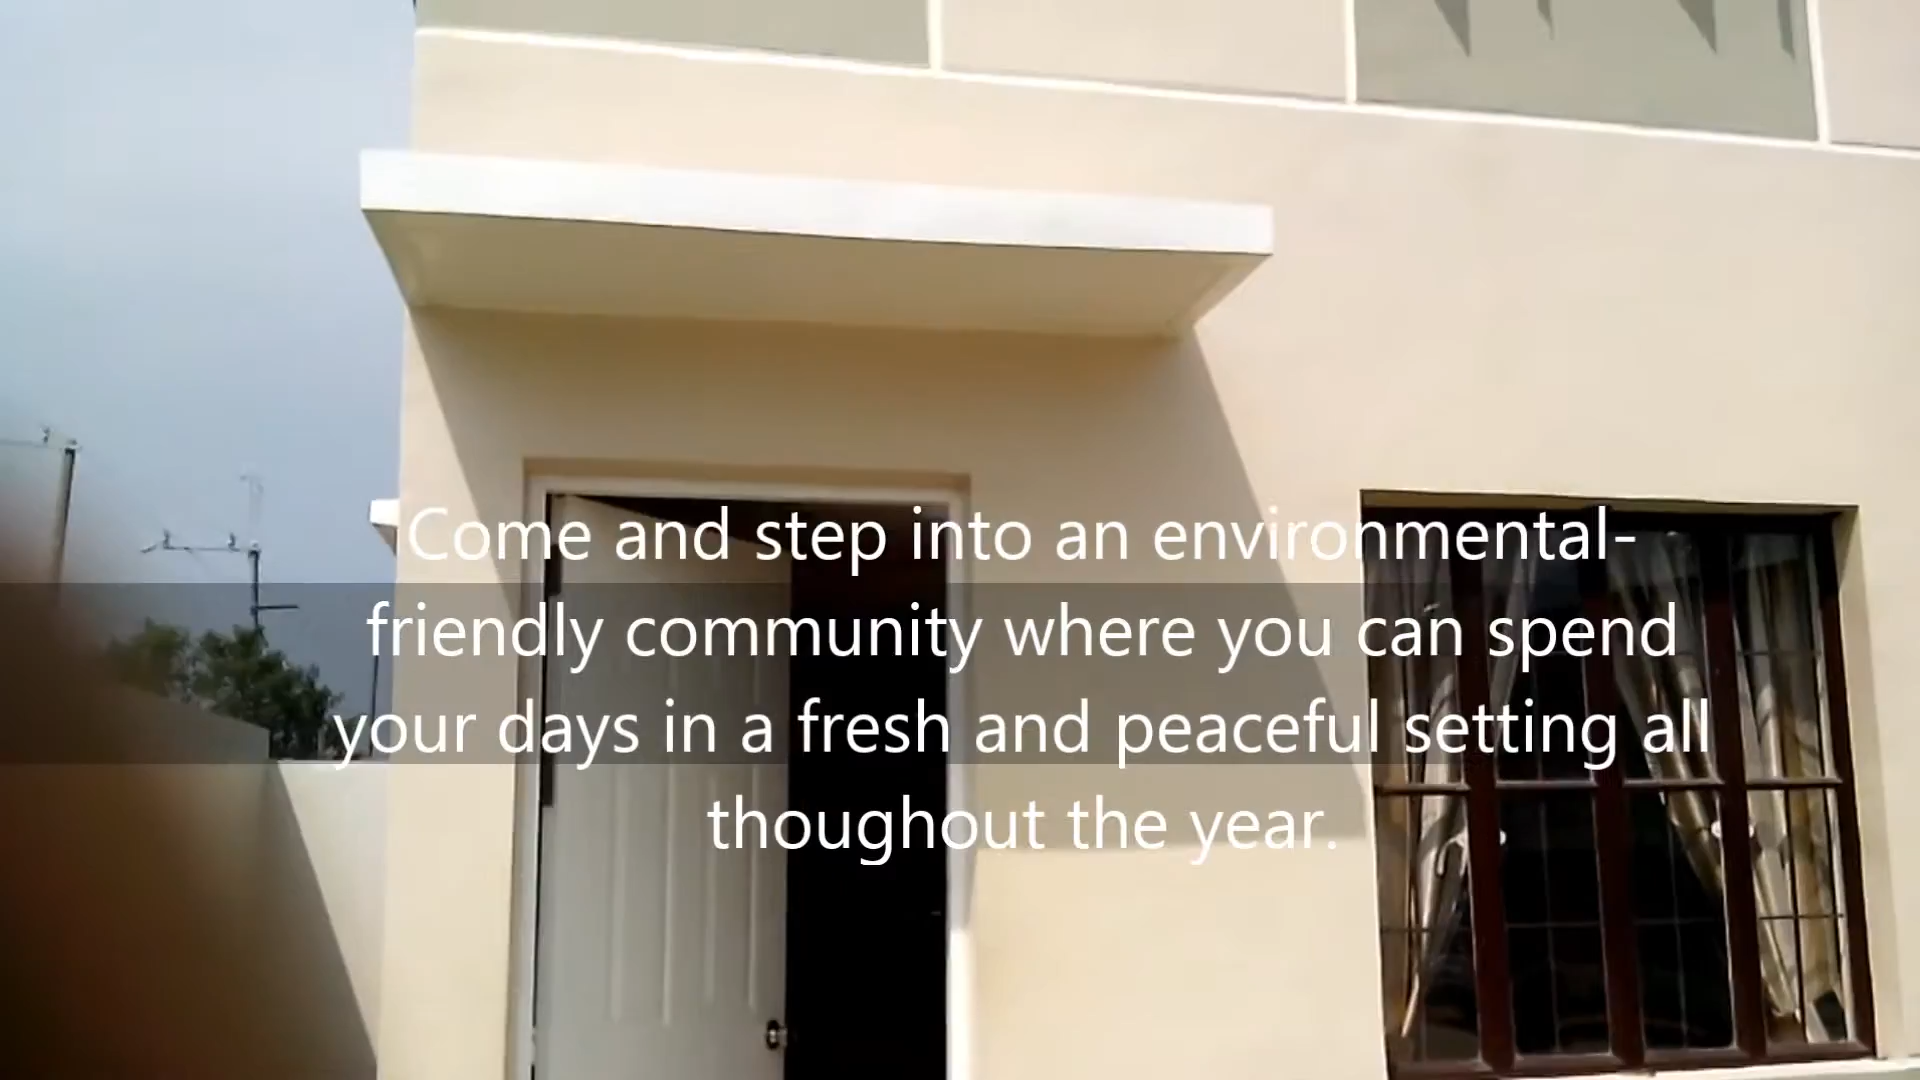 Come and step into an environmental-
friendly community where you can spend
your days in a fresh and peaceful setting all
thoughout the year.